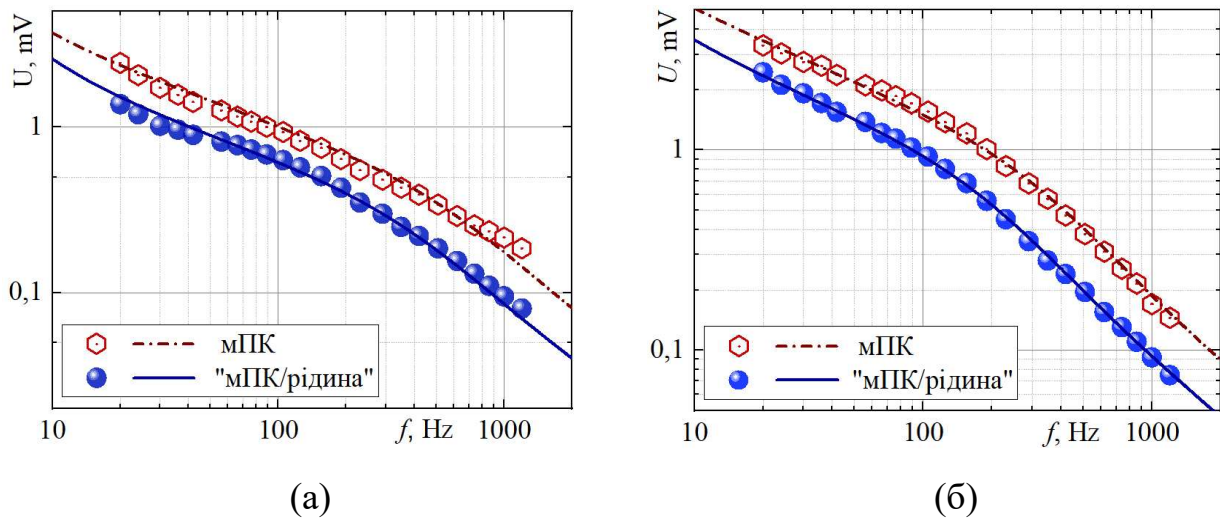 U, mV
1
0,1
мПК
"мПК/рідина"
10
100
f, Hz
1000
(а)
U, mV
1
0,1
мПК
"мПК/рідина"
10
100
f, Hz
1000
(б)